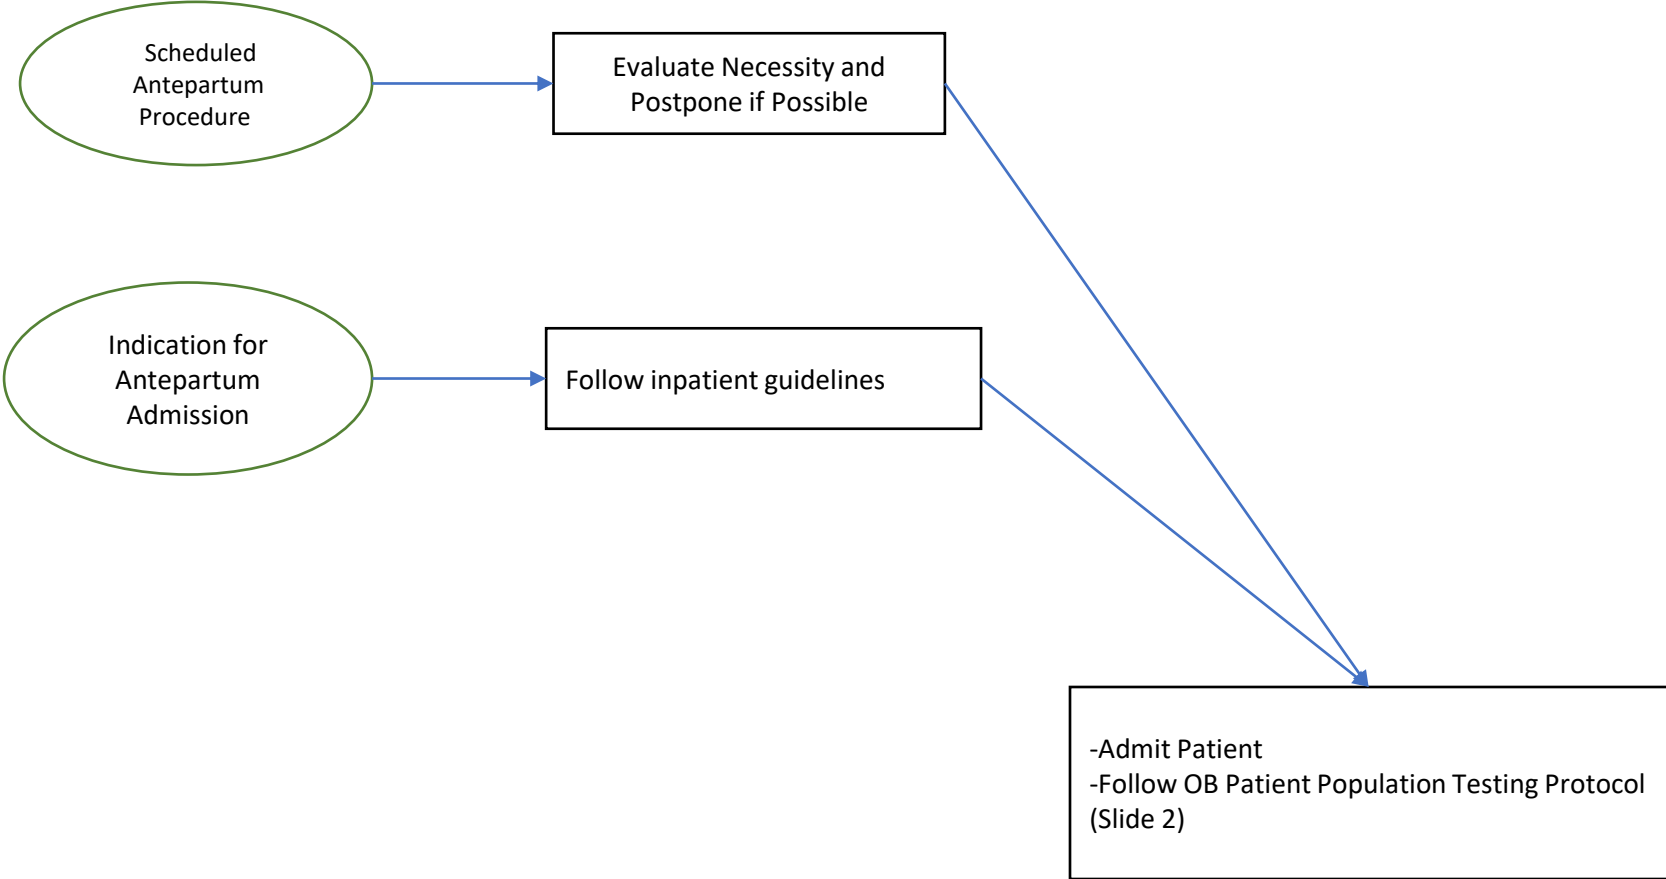 Scheduled
Antepartum
Procedure
Evaluate Necessity and
Postpone if Possible
Indication for
Antepartum
Admission
Follow inpatient guidelines
-Admit Patient
-Follow OB Patient Population Testing Protocol
(Slide 2)